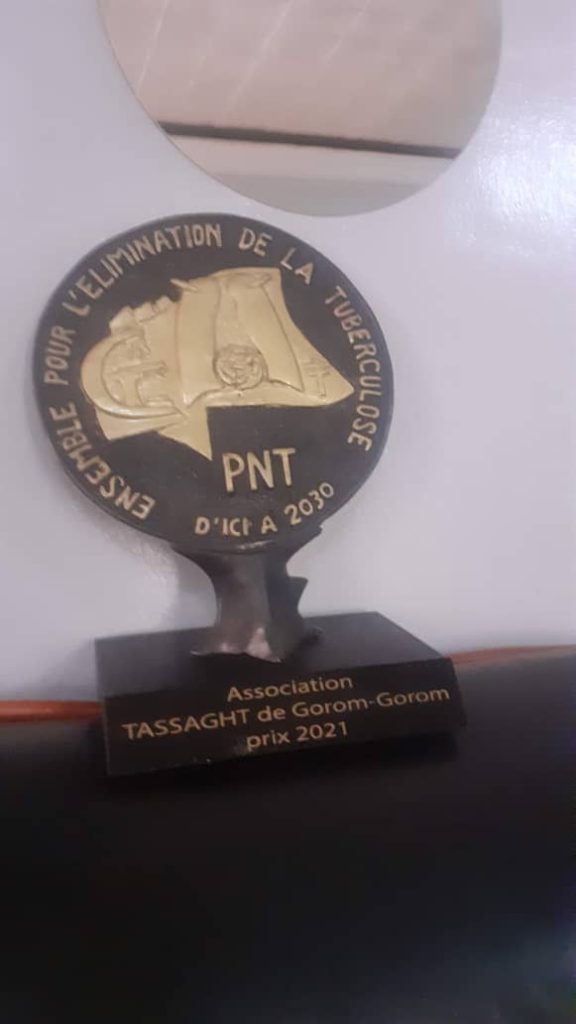 ENSEMBLE POUR L'ELIMINATION DE LA TUBERCULOSE
PNT
D'ICI A 2030
Association
TASSAGHT de Gorom-Gorom
prix 2021